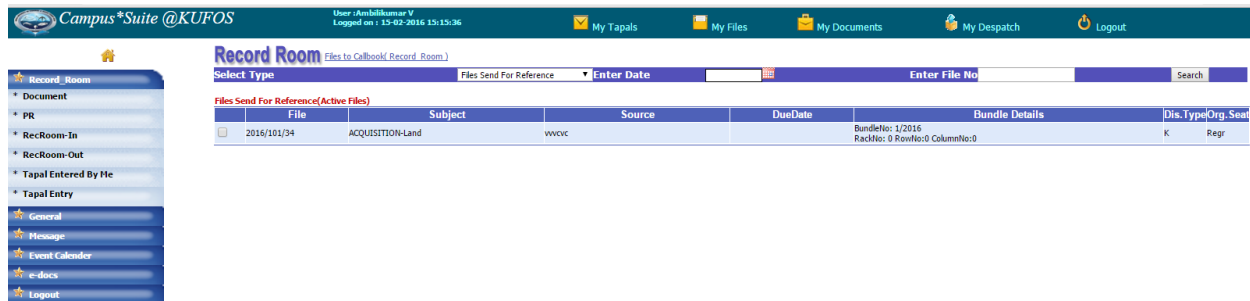 Campus*Suite @KUFOS
User :Ambilikumar V
Logged on : 15-02-2016 15:15:36
My Tapals
My Files
My Documents
My Despatch
Logout
Record Room Files to Callbook( Record_Room )
Select Type Files Send For Reference Enter Date Enter File No Search
Files Send For Reference(Active Files)
File Subject Source DueDate Bundle Details Dis.Type Org.Seat
2016/101/34 ACQUISITION-Land vvvcvc BundleNo: 1/2016 K Regr
RackNo: 0 RowNo:0 ColumnNo:0
Record_Room
* Document
* PR
* RecRoom-In
* RecRoom-Out
* Tapal Entered By Me
* Tapal Entry
General
Message
Event Calender
e-docs
Logout